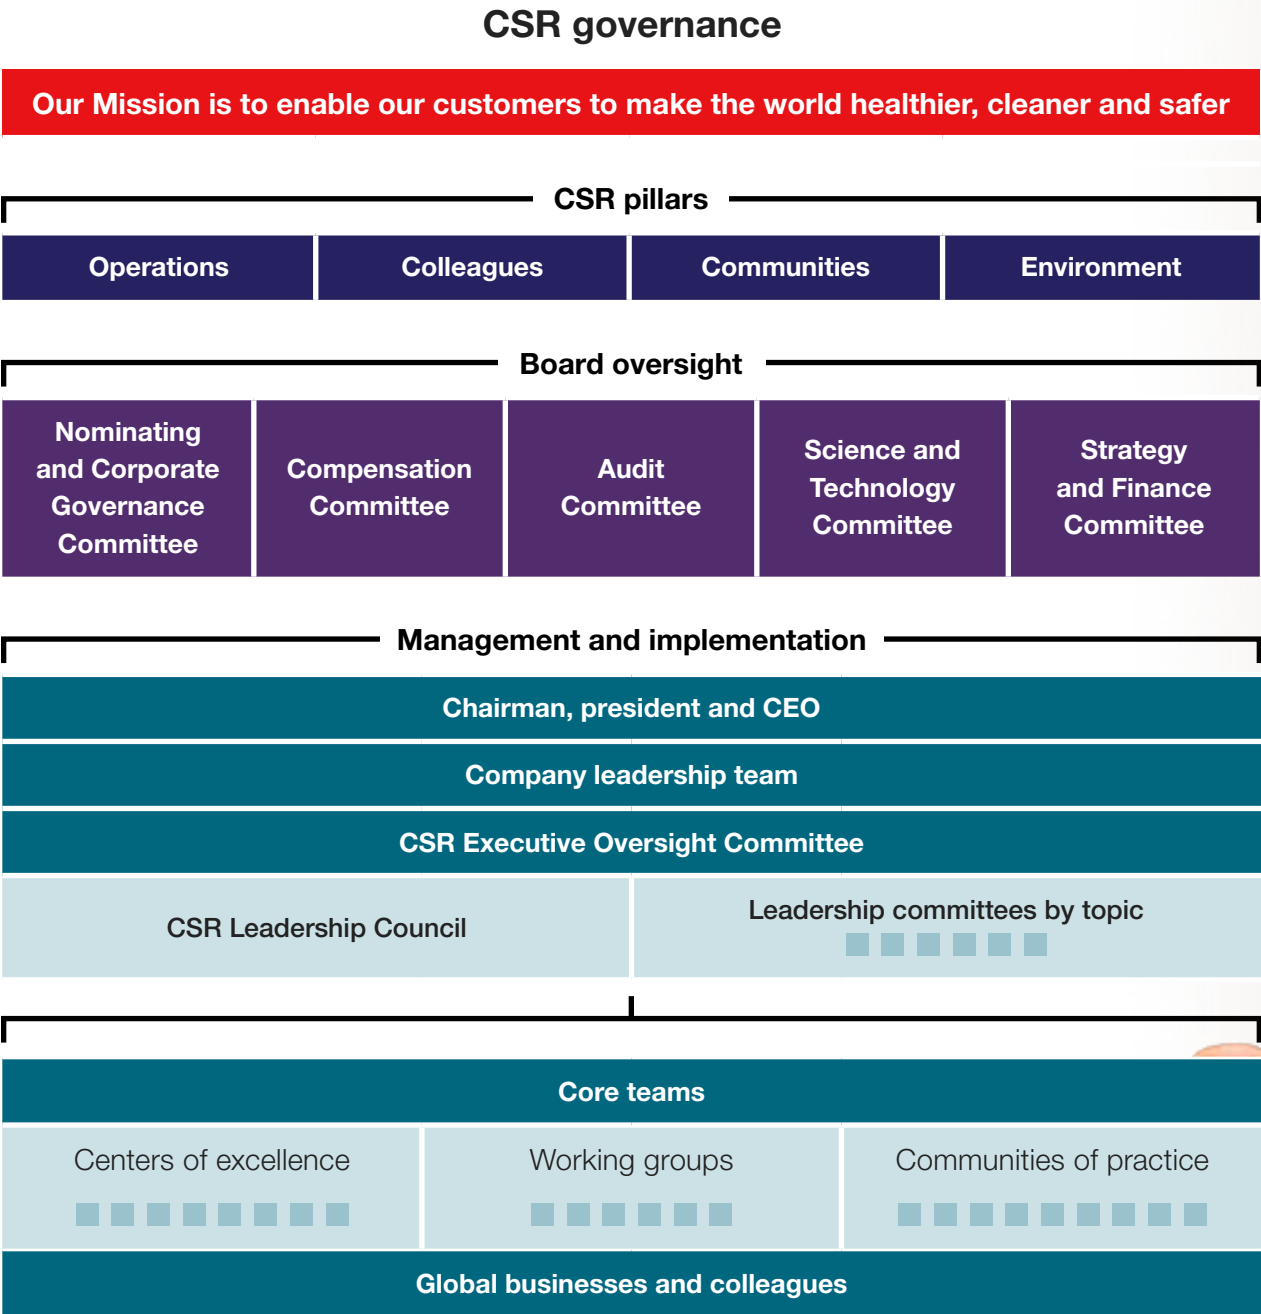 CSR governance
Our Mission is to enable our customers to make the world healthier, cleaner and safer
CSR pillars
Operations
Colleagues
Communities
Environment
Board oversight
Nominating
and Corporate
Governance
Committee
Compensation
Committee
Audit
Committee
Science and
Technology
Committee
Strategy
and Finance
Committee
Management and implementation
Chairman, president and CEO
Company leadership team
CSR Executive Oversight Committee
CSR Leadership Council
Leadership committees by topic
Core teams
Centers of excellence
Working groups
Communities of practice
Global businesses and colleagues